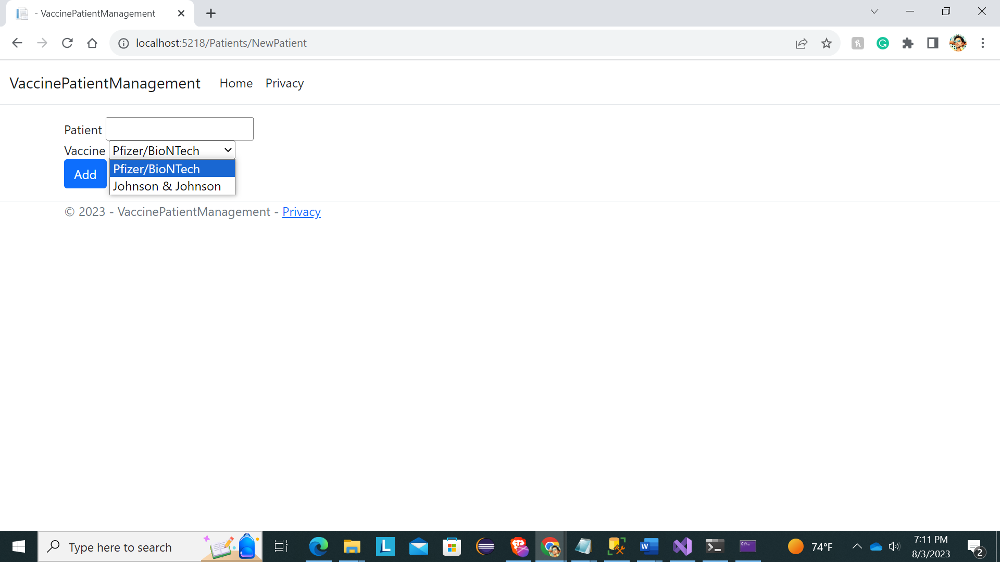 - VaccinePatientManagement
localhost:5218/Patients/NewPatient
VaccinePatientManagement Home Privacy
Patient
Vaccine Pfizer/BioNTech
Pfizer/BioNTech
Add
Johnson & Johnson
© 2023 - VaccinePatientManagement - Privacy
Type here to search
74°F
7:11 PM
8/3/2023
2